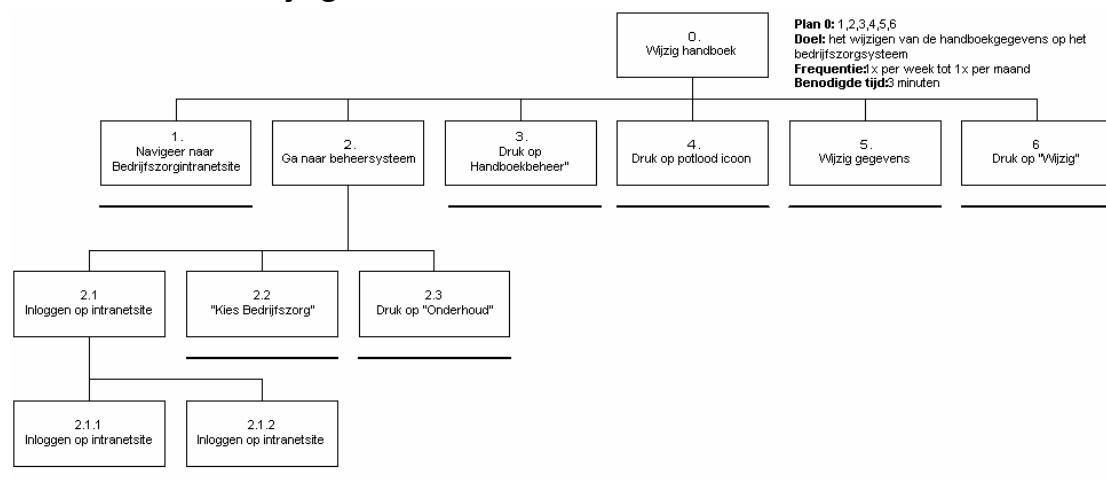 0.
Wijzig handboek
Plan 0: 1,2,3,4,5,6
Doel: het wijzigen van de handboekgegevens op het
bedrijfszorgsysteem
Frequentie:1x per week tot 1x per maand
Benodigde tijd:3 minuten
1.
Navigeer naar
Bedrijfszorgintranetsite
2.
Ga naar beheersysteem
3.
Druk op
Handboekbeheer"
4.
Druk op potlood icoon
5.
Wijzig gegevens
6
Druk op "Wijzig"
2.1
Inloggen op intranetsite
2.2
"Kies Bedrijfszorg"
2.3
Druk op "Onderhoud"
2.1.1
Inloggen op intranetsite
2.1.2
Inloggen op intranetsite